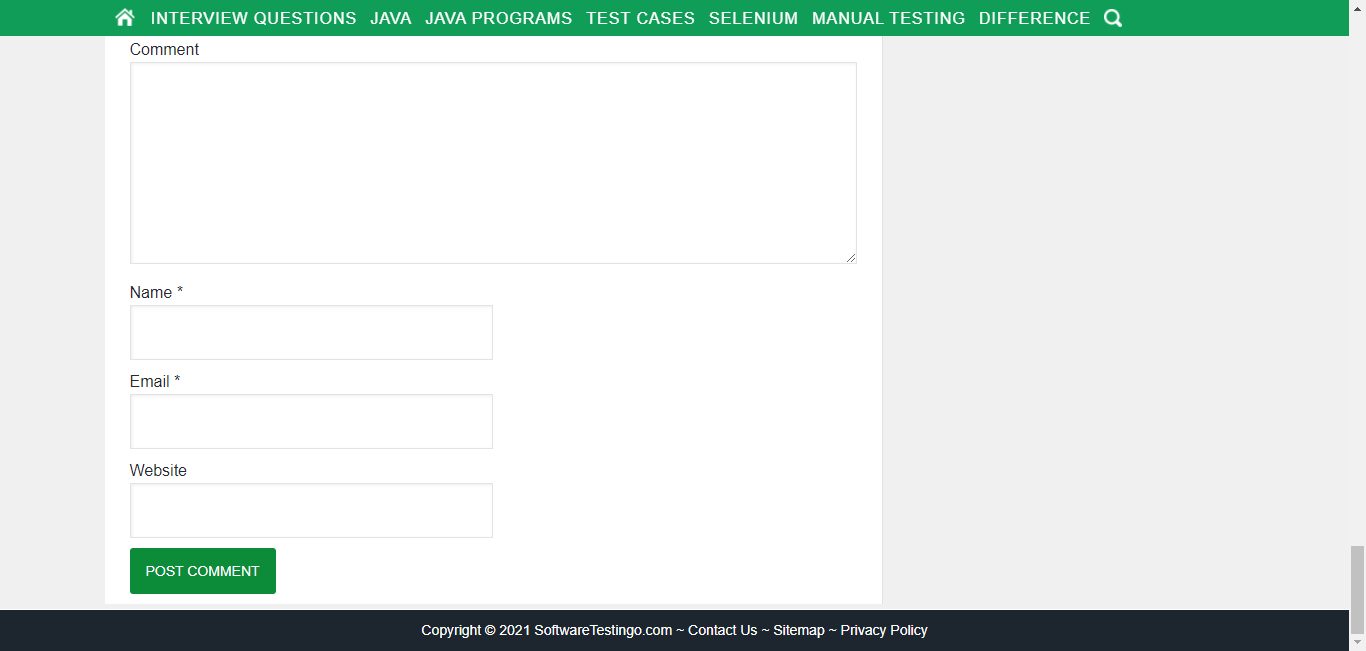 INTERVIEW QUESTIONS JAVA JAVA PROGRAMS TEST CASES SELENIUM MANUAL TESTING DIFFERENCE
Comment
Name *
Email *
Website
POST COMMENT
Copyright © 2021 SoftwareTestingo.com ~ Contact Us ~ Sitemap ~ Privacy Policy